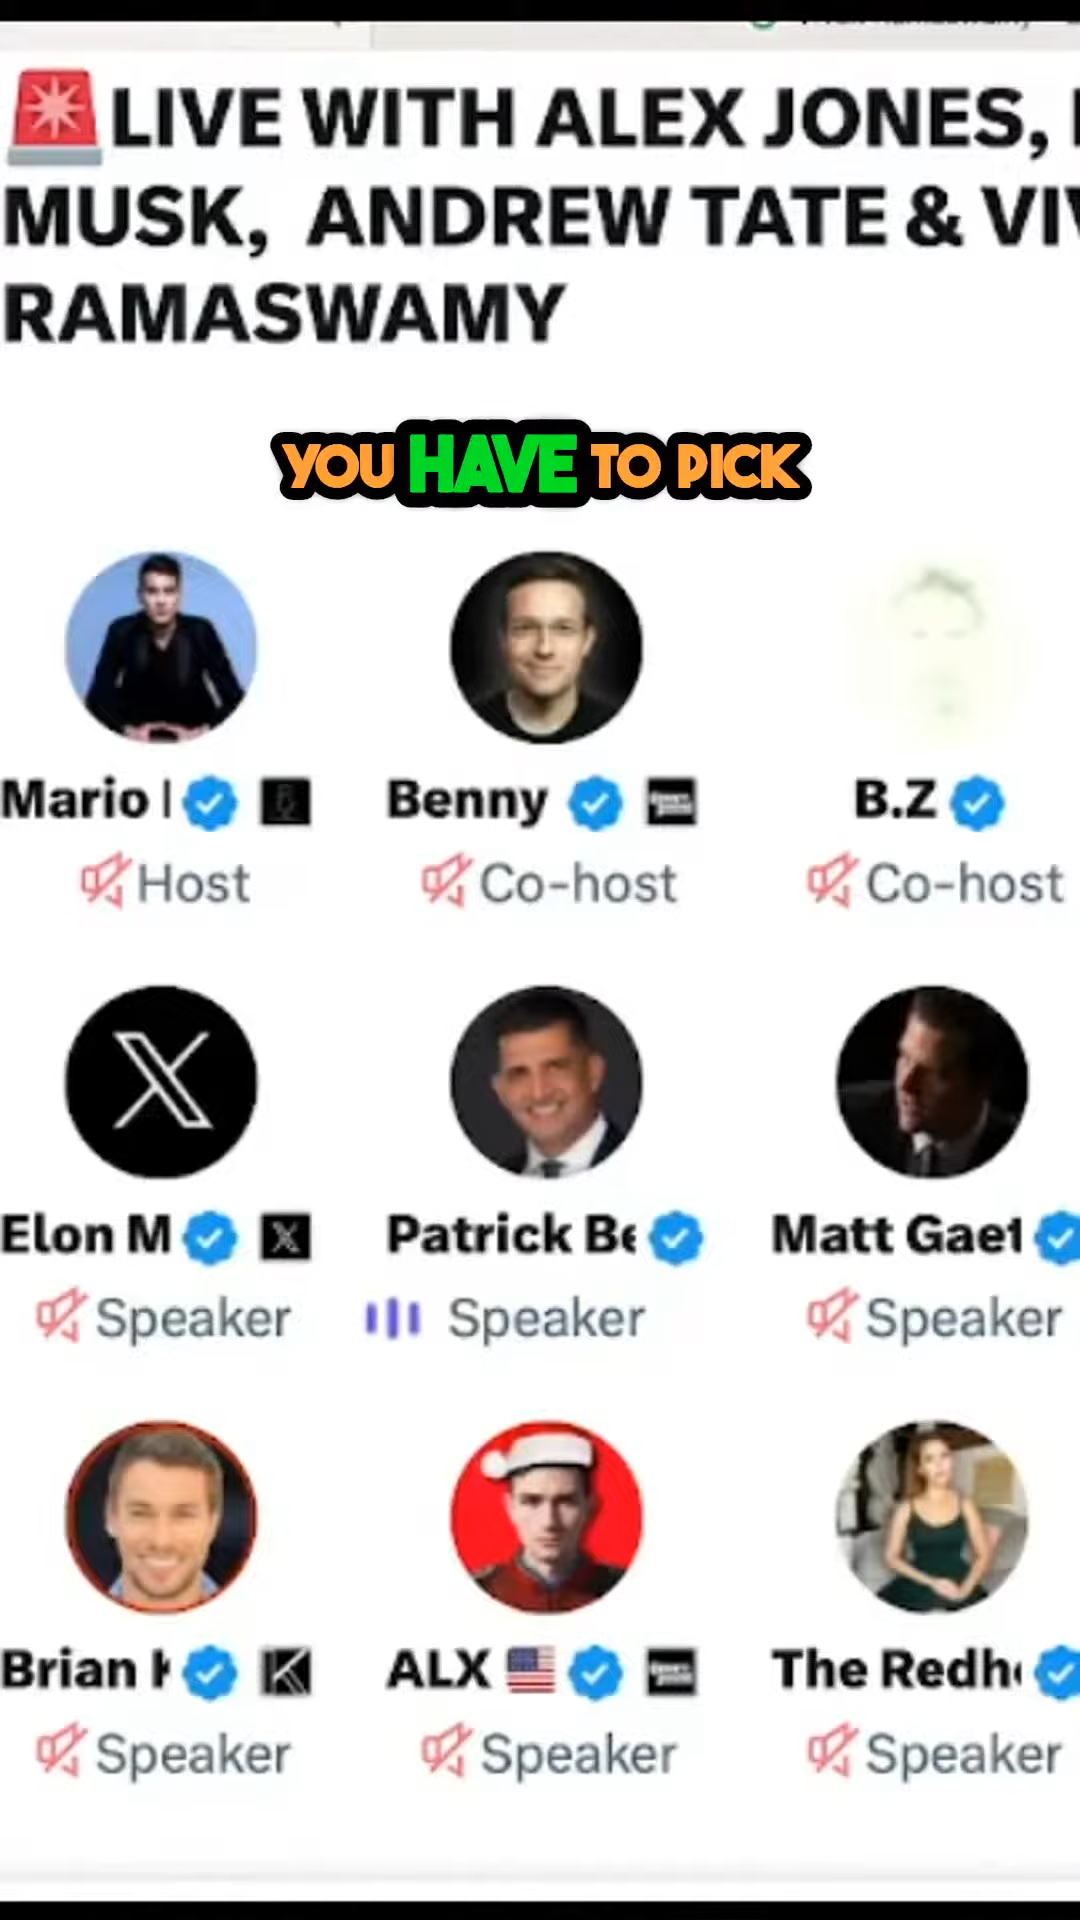 🚨LIVE WITH ALEX JONES,
MUSK, ANDREW TATE & VIV
RAMASWAMY
YOU HAVE TO PICK
Mario Benny B.Z
Host Co-host Co-host
Elon M Patrick Be Matt Gaet
Speaker Speaker Speaker
Brian ALX 🇺🇸 The Redh
Speaker Speaker Speaker